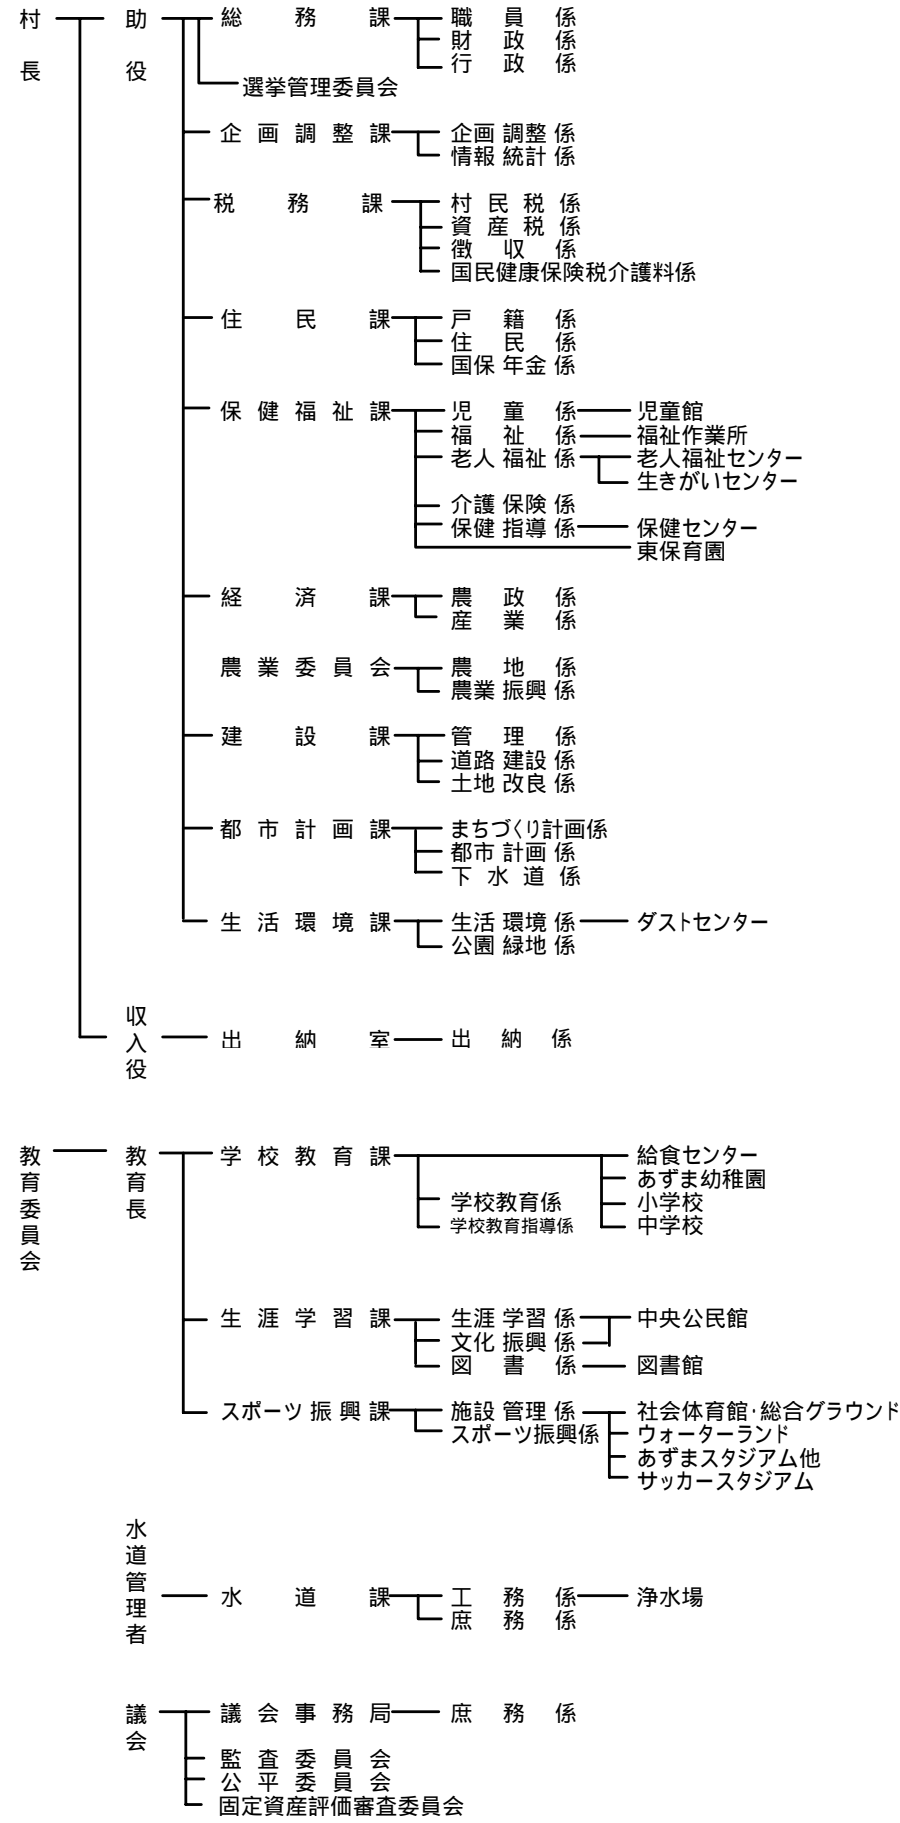 村長 助役 総務課 職員係
財政係
行政係
選挙管理委員会
企画調整課 企画調整係
情報統計係
税務課 村民税係
資産税係
徴収係
国民健康保険税介護料係
住民課 戸籍係
住民係
国保年金係
保健福祉課 児童係 児童館
福祉係 福祉作業所
老人福祉係 老人福祉センター
生きがいセンター
介護保険係
保健指導係 保健センター
東保育園
経済課 農政係
産業係
農業委員会 農地係
農業振興係
建設課 管理係
道路建設係
土地改良係
都市計画課 まちづくり計画係
都市計画係
下水道係
生活環境課 生活環境係 ダストセンター
公園緑地係
収入役 出納室 出納係
教育委員会 教育長 学校教育課 給食センター
あずま幼稚園
学校教育係 小学校
学校教育指導係 中学校
生涯学習課 生涯学習係 中央公民館
文化振興係
図書係 図書館
スポーツ振興課 施設管理係 社会体育館・総合グラウンド
スポーツ振興係 ウォーターランド
あずまスタジアム他
サッカースタジアム
水道管理者 水道課 工務係 浄水場
庶務係
議会 議会事務局 庶務係
監査委員会
公平委員会
固定資産評価審査委員会